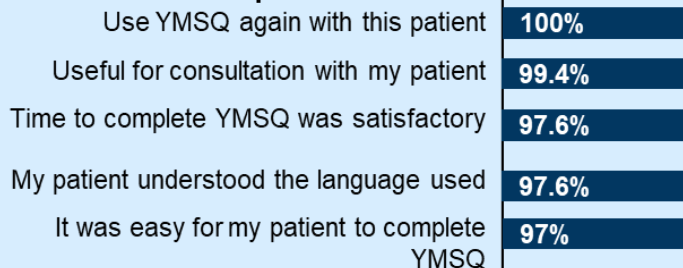 Use YMSQ again with this patient 100%
Useful for consultation with my patient 99.4%
Time to complete YMSQ was satisfactory 97.6%
My patient understood the language used 97.6%
It was easy for my patient to complete 97%
YMSQ